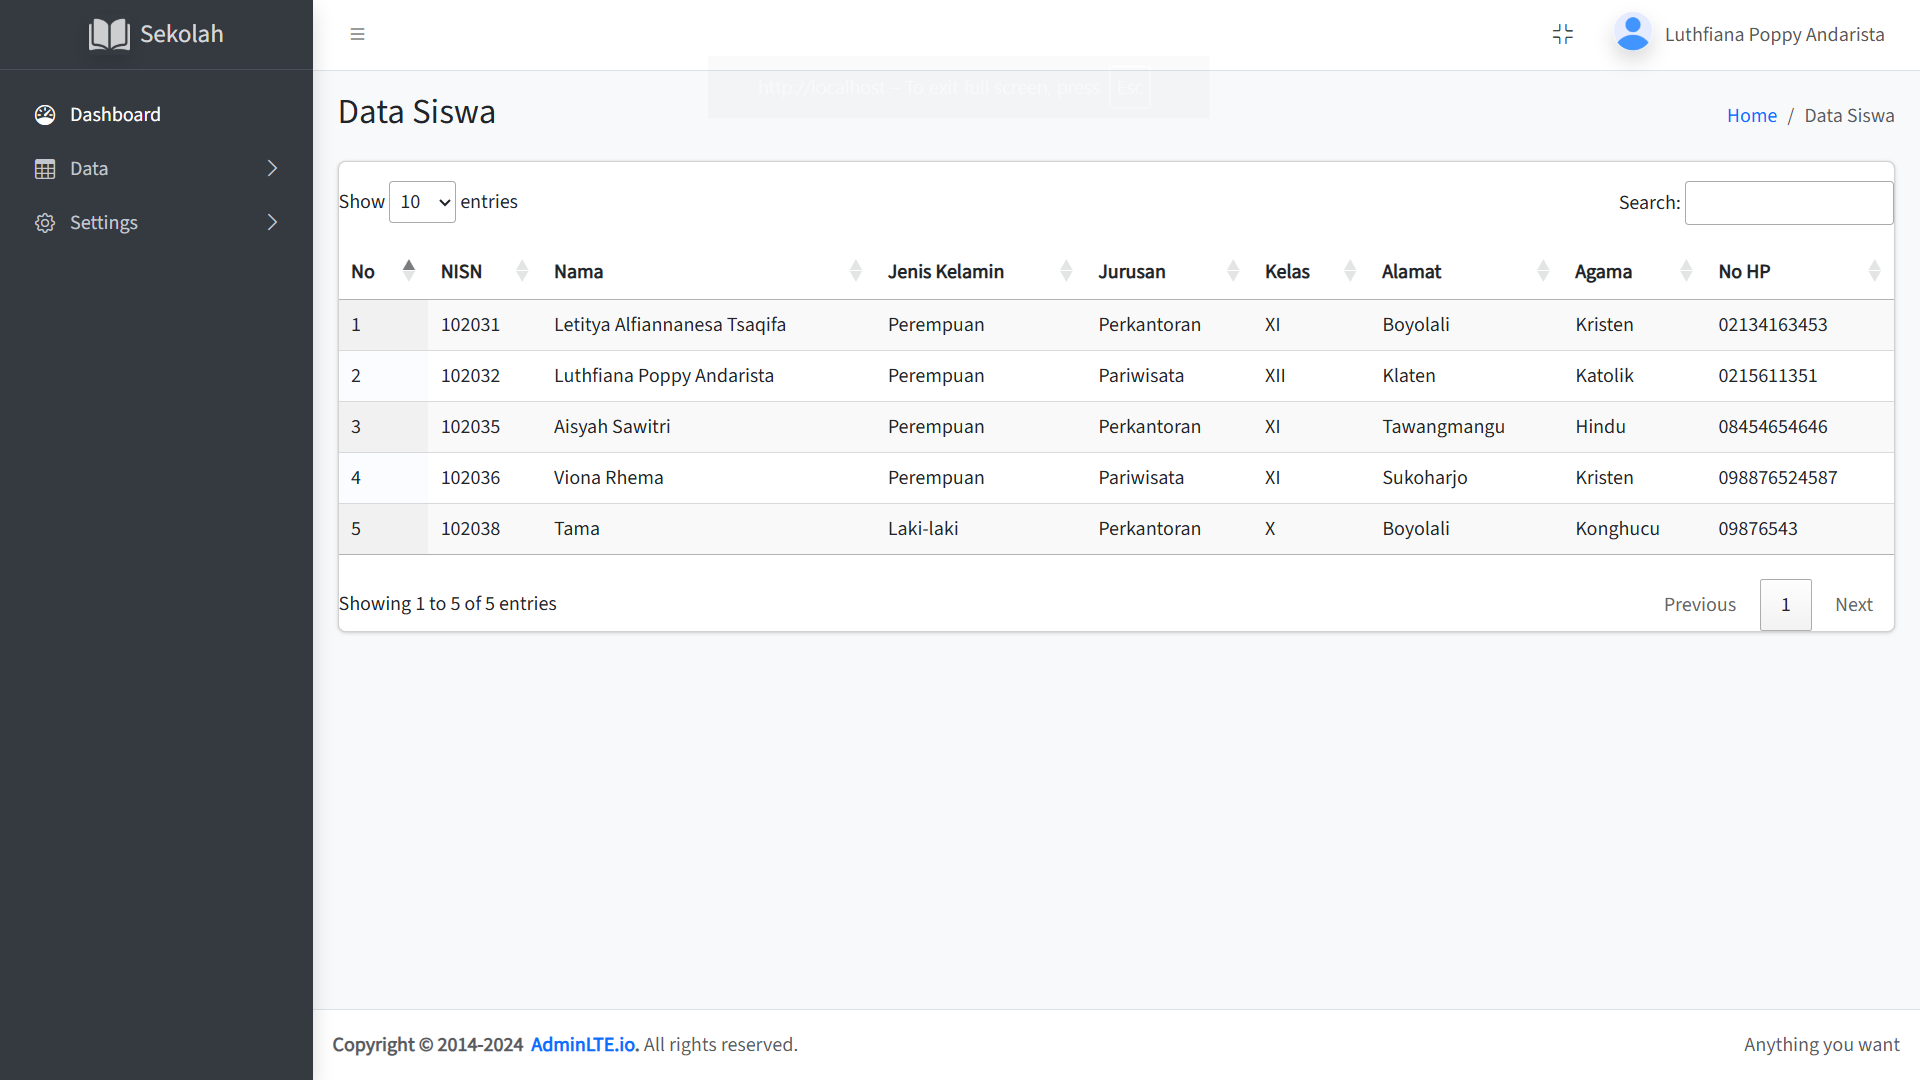 Sekolah
Luthfiana Poppy Andarista
http://localhost – To exit full screen, press Esc
Dashboard
Data
Settings
Data Siswa
Home / Data Siswa
Show 10 entries
Search:
No NISN Nama Jenis Kelamin Jurusan Kelas Alamat Agama No HP
1 102031 Letitya Alfiannanesa Tsaqifa Perempuan Perkantoran XI Boyolali Kristen 02134163453
2 102032 Luthfiana Poppy Andarista Perempuan Pariwisata XII Klaten Katolik 0215611351
3 102035 Aisyah Sawitri Perempuan Perkantoran XI Tawangmangu Hindu 08454654646
4 102036 Viona Rhema Perempuan Pariwisata XI Sukoharjo Kristen 098876524587
5 102038 Tama Laki-laki Perkantoran X Boyolali Konghucu 09876543
Showing 1 to 5 of 5 entries
Previous 1 Next
Copyright © 2014-2024 AdminLTE.io. All rights reserved.
Anything you want